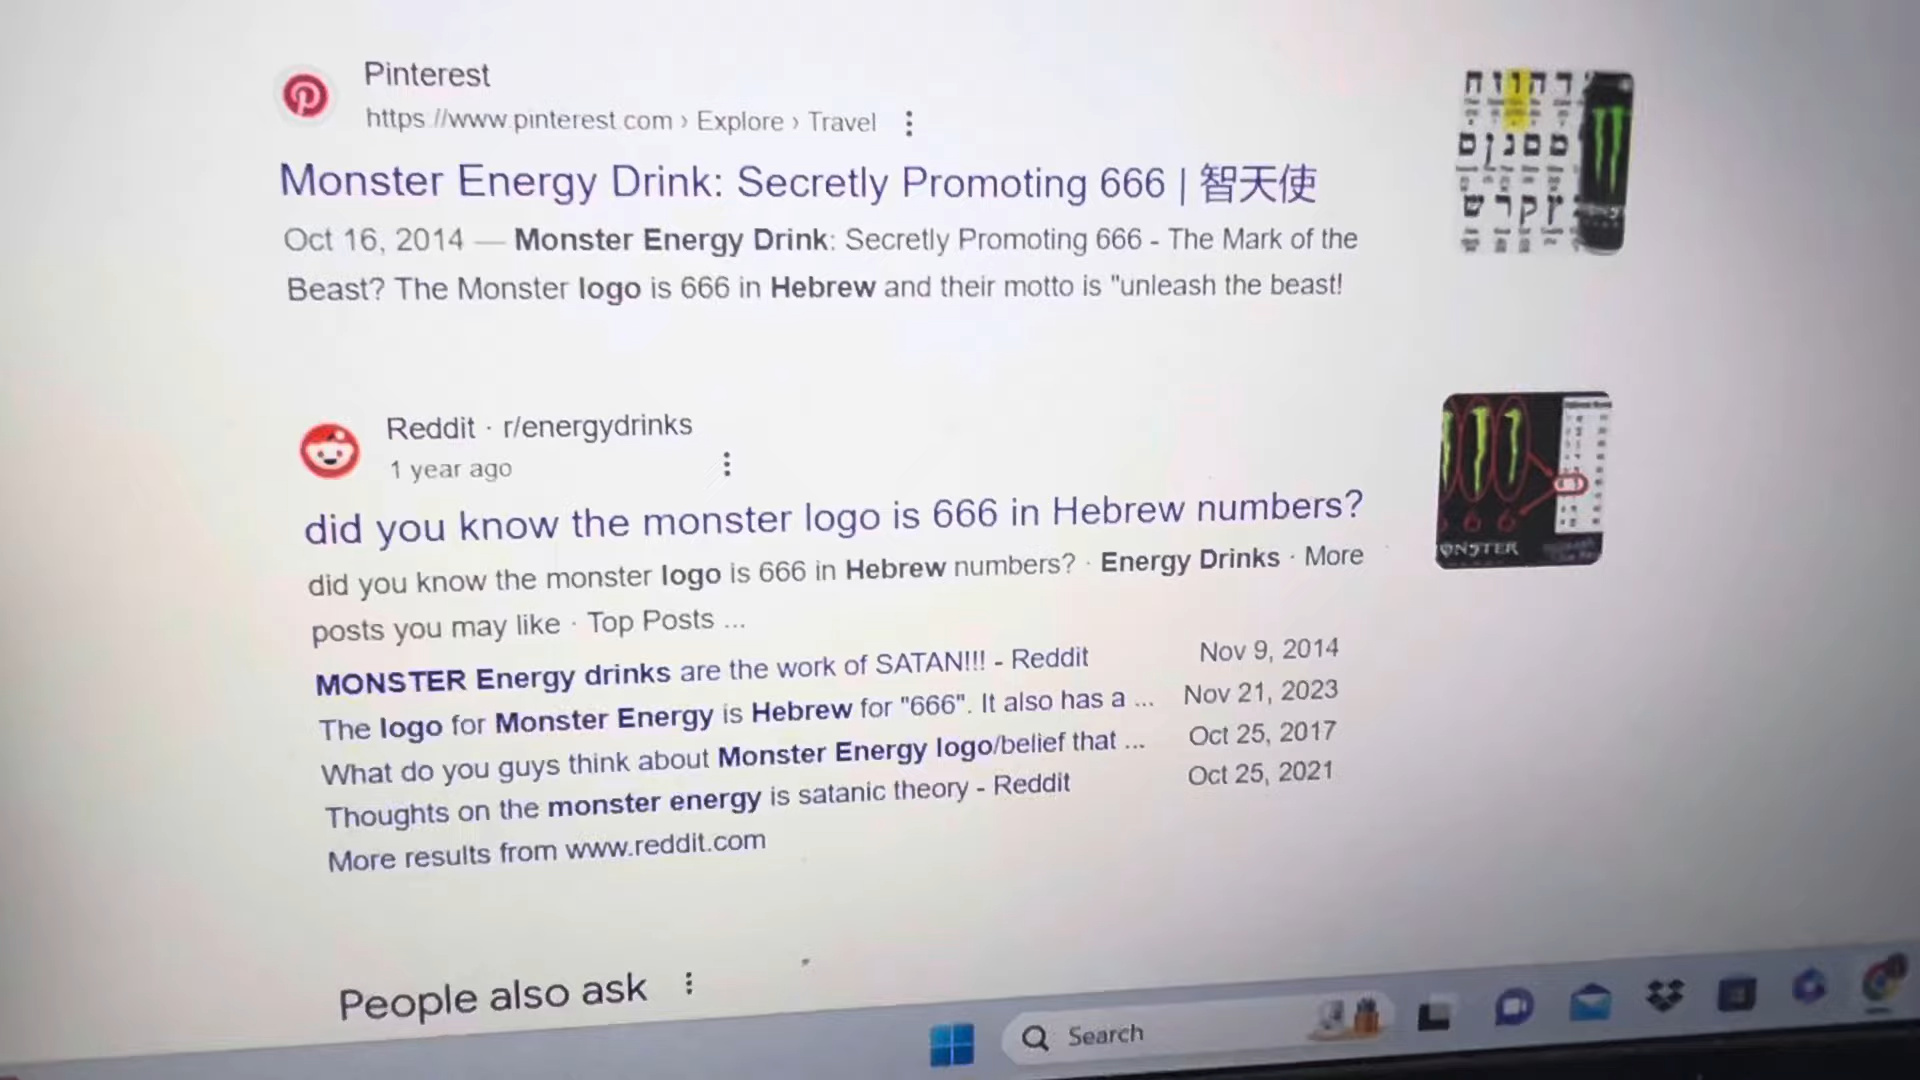 Pinterest
https://www.pinterest.com › Explore › Travel
Monster Energy Drink: Secretly Promoting 666 | 智天使
Oct 16, 2014 — Monster Energy Drink: Secretly Promoting 666 - The Mark of the
Beast? The Monster logo is 666 in Hebrew and their motto is "unleash the beast!
Reddit · r/energydrinks
1 year ago
did you know the monster logo is 666 in Hebrew numbers?
did you know the monster logo is 666 in Hebrew numbers? · Energy Drinks · More
posts you may like · Top Posts ...
MONSTER Energy drinks are the work of SATAN!!! - Reddit Nov 9, 2014
The logo for Monster Energy is Hebrew for "666". It also has a ... Nov 21, 2023
What do you guys think about Monster Energy logo/belief that ... Oct 25, 2017
Thoughts on the monster energy is satanic theory - Reddit Oct 25, 2021
More results from www.reddit.com
People also ask
Search
ח ז ו ה ד
ם ן נ ס מ
ש ר ק ץ
6 6
MONSTER